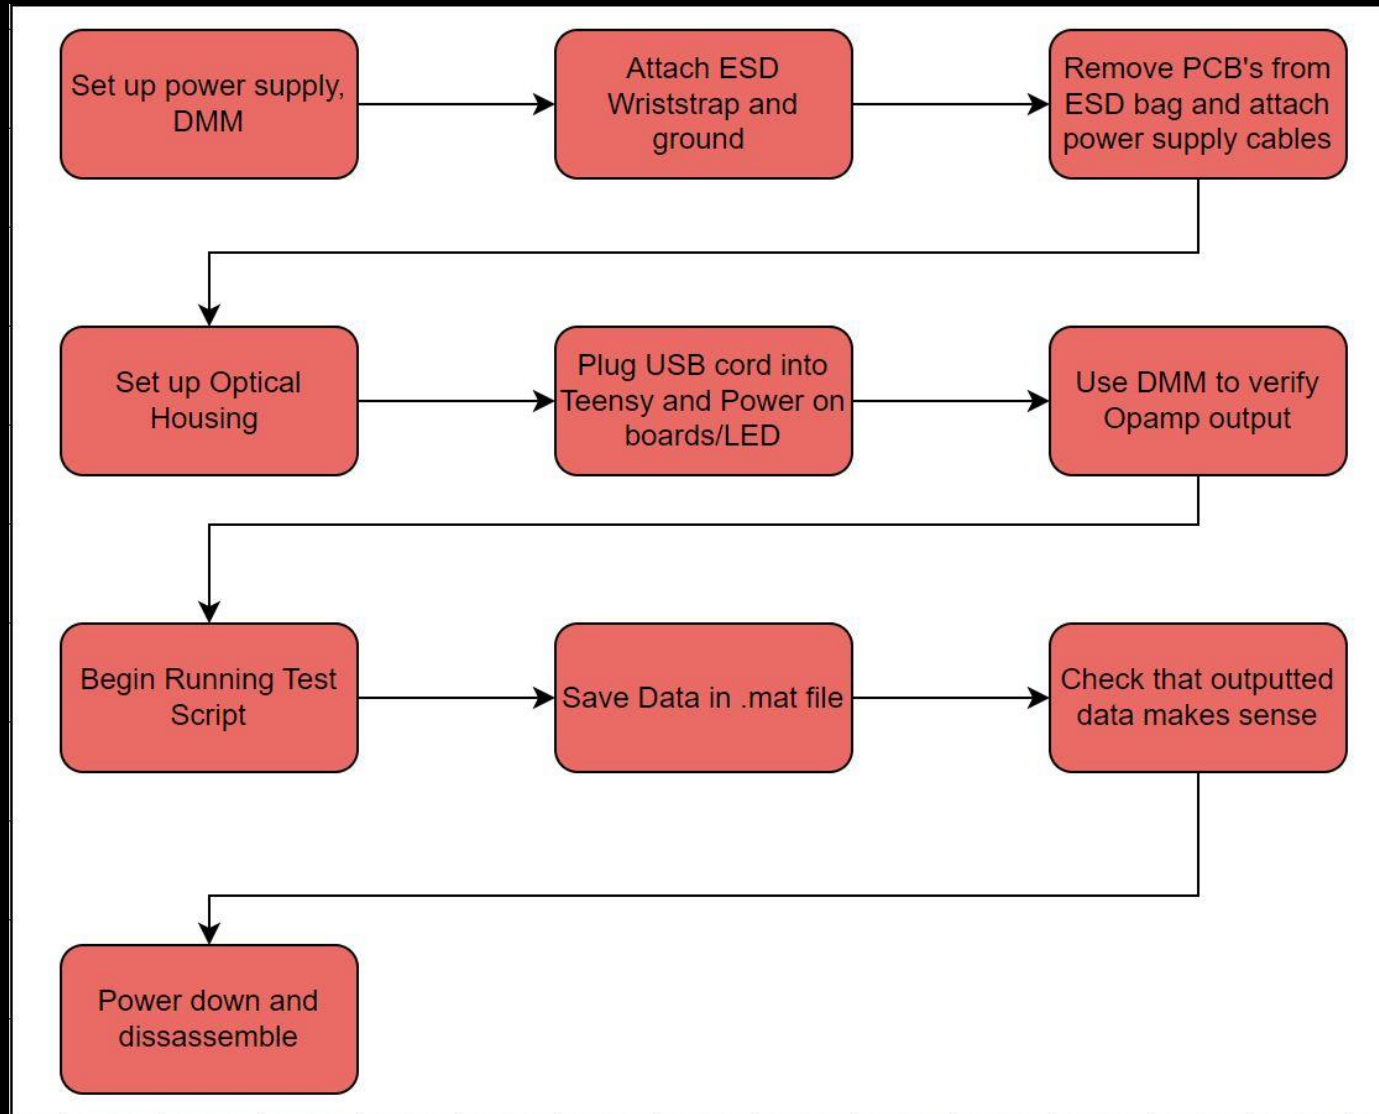 Set up power supply,
DMM
Attach ESD
Wriststrap and
ground
Remove PCB's from
ESD bag and attach
power supply cables
Set up Optical
Housing
Plug USB cord into
Teensy and Power on
boards/LED
Use DMM to verify
Opamp output
Begin Running Test
Script
Save Data in .mat file
Check that outputted
data makes sense
Power down and
dissassemble